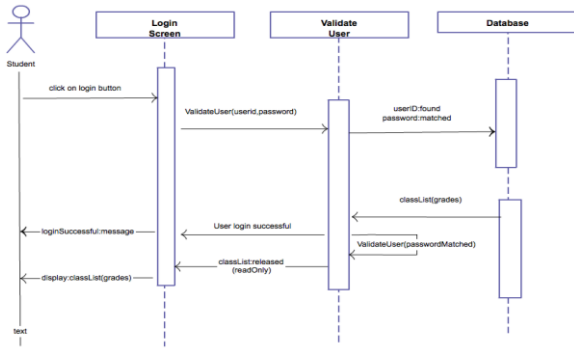 Login
Screen
Validate
User
Database
Student
click on login button
ValidateUser(userid,password)
userID:found
password:matched
classList(grades)
User login successful
loginSuccessful:message
ValidateUser(passwordMatched)
classList:released
(readOnly)
display:classList(grades)
text